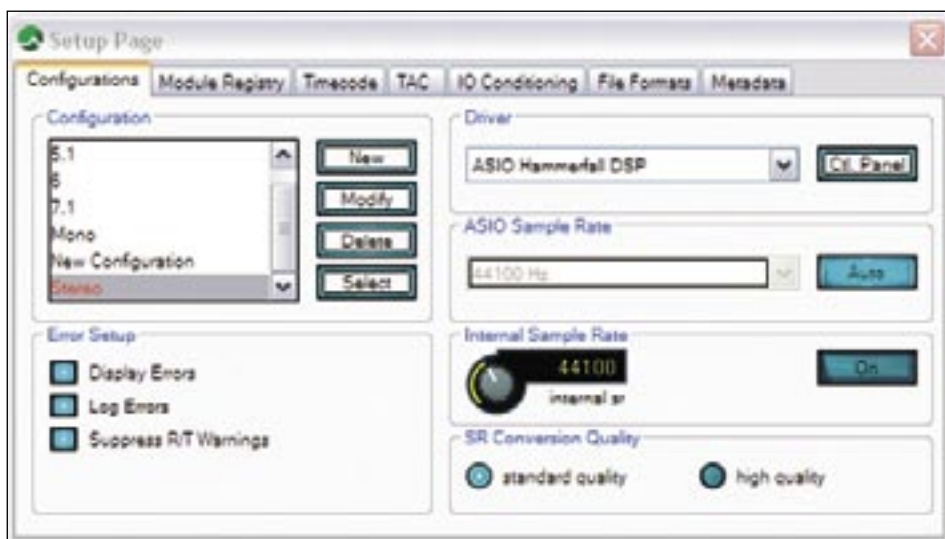 Setup Page
Configurations Module Registry Timecode TAC IO Conditioning File Formats Metadata
Configuration
5.1
6
7.1
Mono
New Configuration
Stereo
New
Modify
Delete
Select
Driver
ASIO Hammerfall DSP
Ctl. Panel
ASIO Sample Rate
44100 Hz
Auto
Error Setup
Display Errors
Log Errors
Suppress R/T Warnings
Internal Sample Rate
44100
internal sr
On
SR Conversion Quality
standard quality
high quality